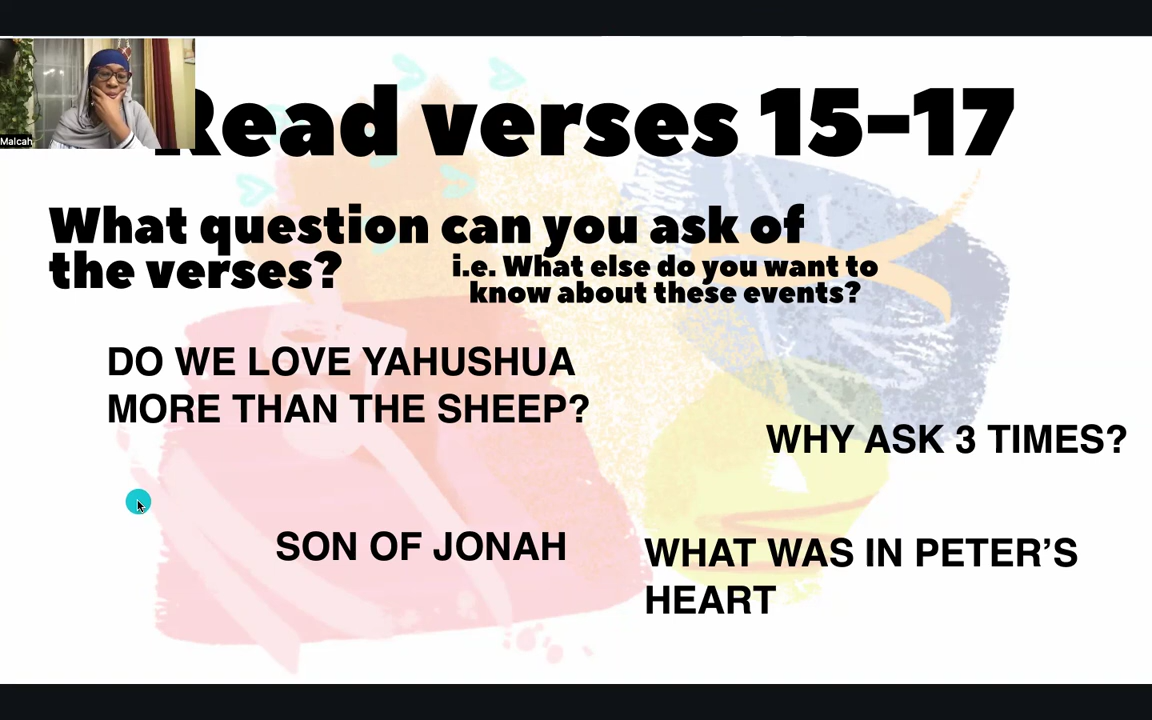 Malcah
Read verses 15-17
What question can you ask of
the verses?
i.e. What else do you want to
know about these events?
DO WE LOVE YAHUSHUA
MORE THAN THE SHEEP?
WHY ASK 3 TIMES?
SON OF JONAH
WHAT WAS IN PETER’S
HEART